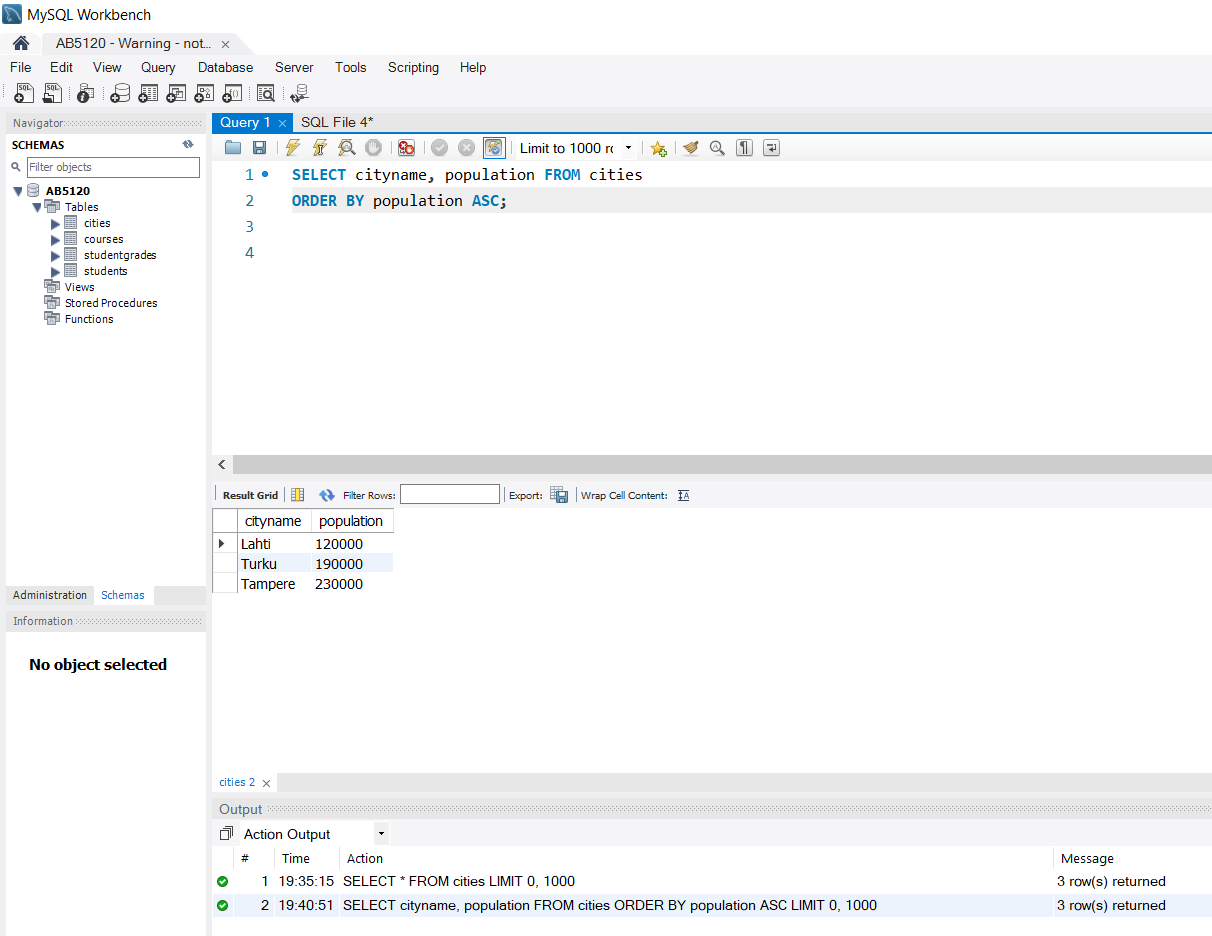 MySQL Workbench
AB5120 - Warning - not...
File Edit View Query Database Server Tools Scripting Help
Navigator
Query 1
SQL File 4*
SCHEMAS
Limit to 1000 rc
Filter objects
AB5120
Tables
cities
courses
studentgrades
students
Views
Stored Procedures
Functions
1 SELECT cityname, population FROM cities
2 ORDER BY population ASC;
3
4
Result Grid
Filter Rows:
Export:
Wrap Cell Content:
cityname population
Lahti 120000
Turku 190000
Tampere 230000
Administration Schemas
Information
No object selected
cities 2
Output
Action Output
# Time Action Message
1 19:35:15 SELECT * FROM cities LIMIT 0, 1000 3 row(s) returned
2 19:40:51 SELECT cityname, population FROM cities ORDER BY population ASC LIMIT 0, 1000 3 row(s) returned